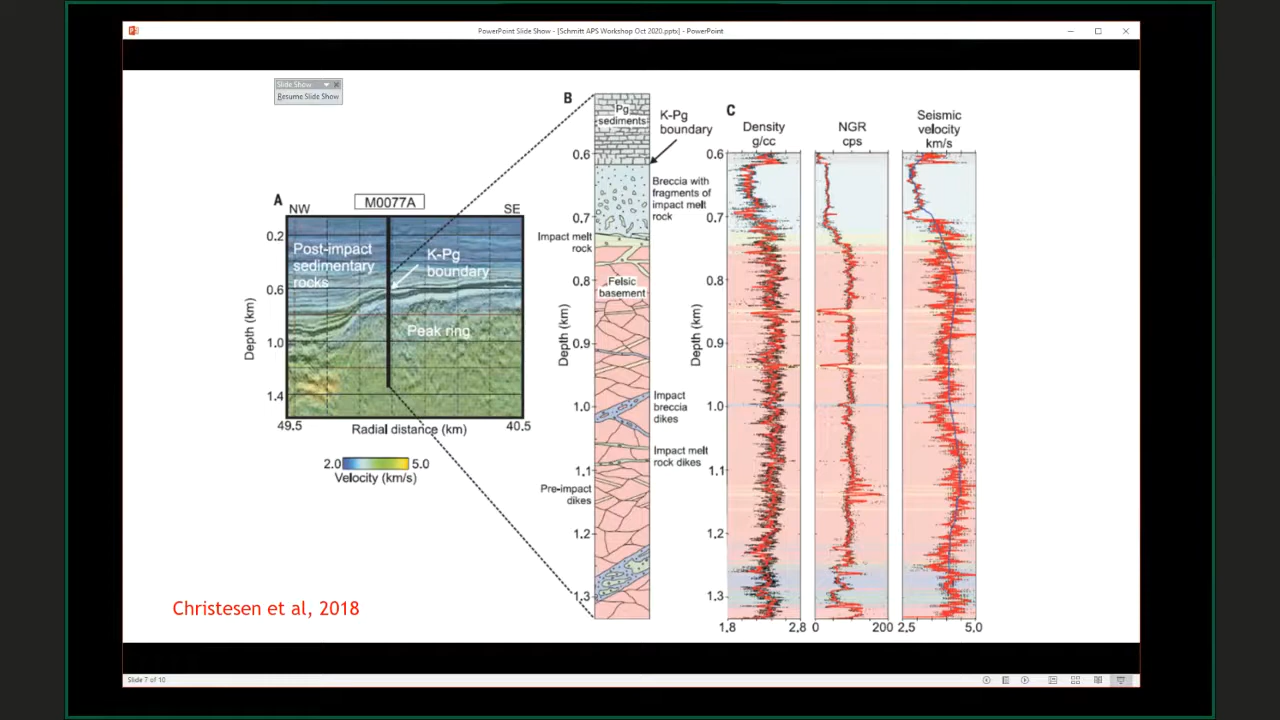 PowerPoint Slide Show - [Schmitt APS Workshop Oct 2020.pptx] - PowerPoint
Slide Show
Resume Slide Show
A
NW
M0077A
SE
Post-impact
sedimentary
rocks
K-Pg
boundary
Peak ring
Depth (km)
0.2
0.6
1.0
1.4
49.5
Radial distance (km)
40.5
2.0
5.0
Velocity (km/s)
B
Pg
sediments
K-Pg
boundary
Breccia with
fragments of
impact melt
rock
Impact melt
rock
Felsic
basement
Impact
breccia
dikes
Impact melt
rock dikes
Pre-impact
dikes
Depth (km)
0,6
0,7
0,8
0,9
1.0
1.1
1.2
1.3
C
Density
g/cc
NGR
cps
Seismic
velocity
km/s
Depth (km)
0.6
0.7
0.8
0.9
1.0
1.1
1.2
1.3
1,8
2,8
0
200
2,5
5,0
Christesen et al, 2018
Slide 7 of 10